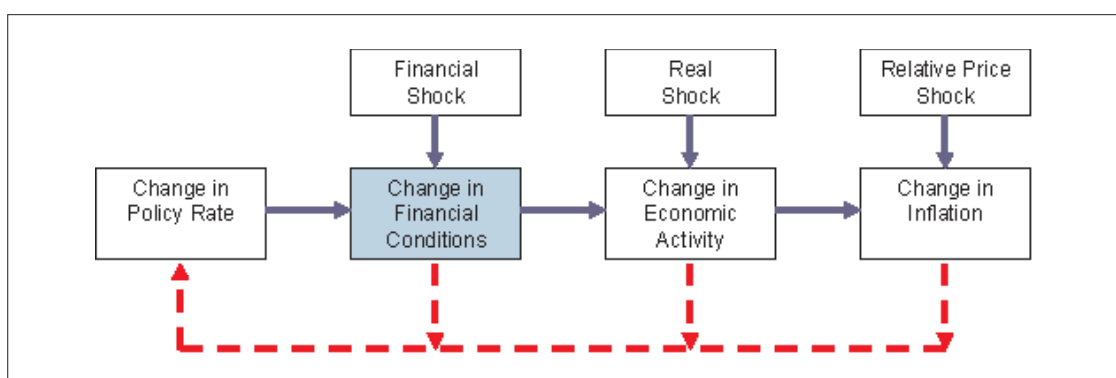 Financial
Shock
Real
Shock
Relative Price
Shock
Change in
Policy Rate
Change in
Financial
Conditions
Change in
Economic
Activity
Change in
Inflation